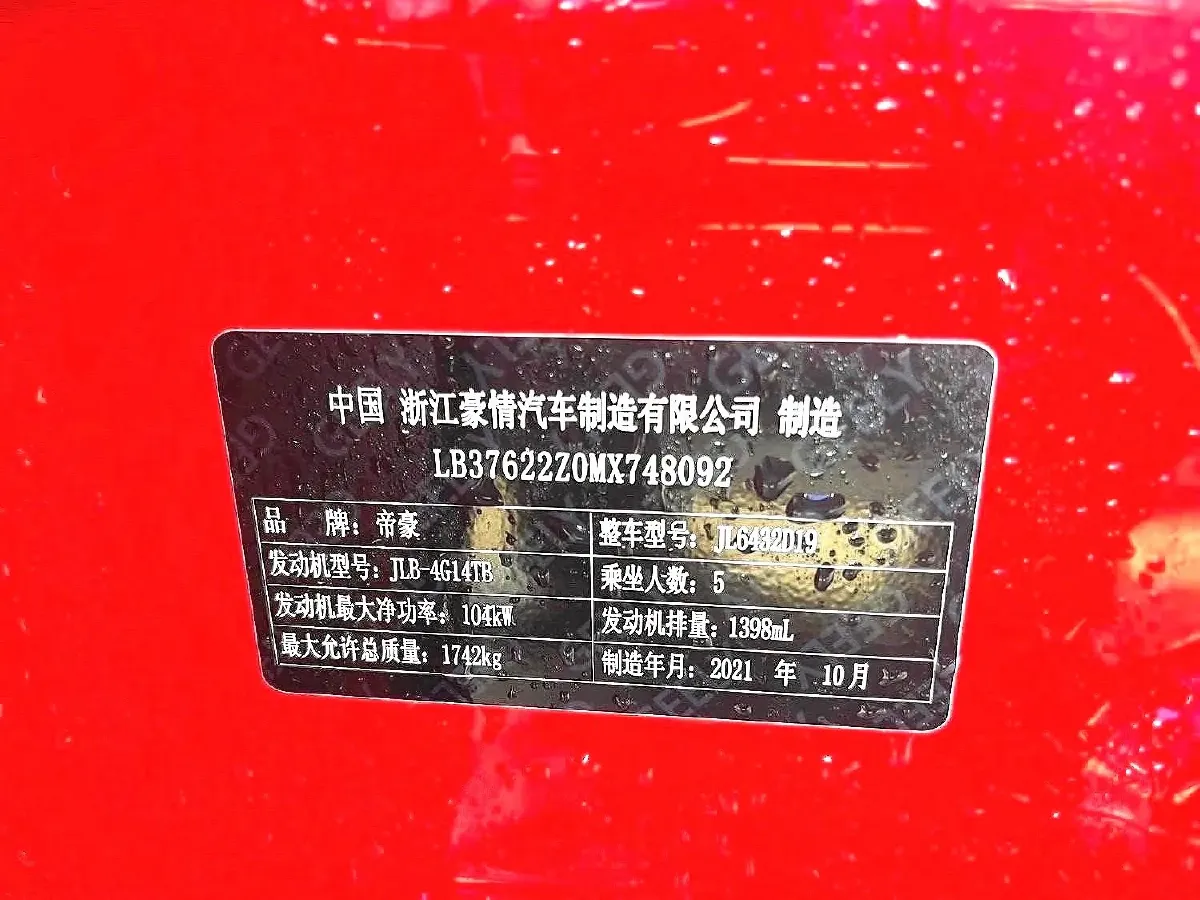 中国 浙江豪情汽车制造有限公司 制造
LB37622Z0MX748092
品 牌：帝豪 整车型号：JL6432D19
发动机型号：JLB-4G14TB 乘坐人数：5
发动机最大净功率：104kW 发动机排量：1398mL
最大允许总质量：1742kg 制造年月：2021 年 10月